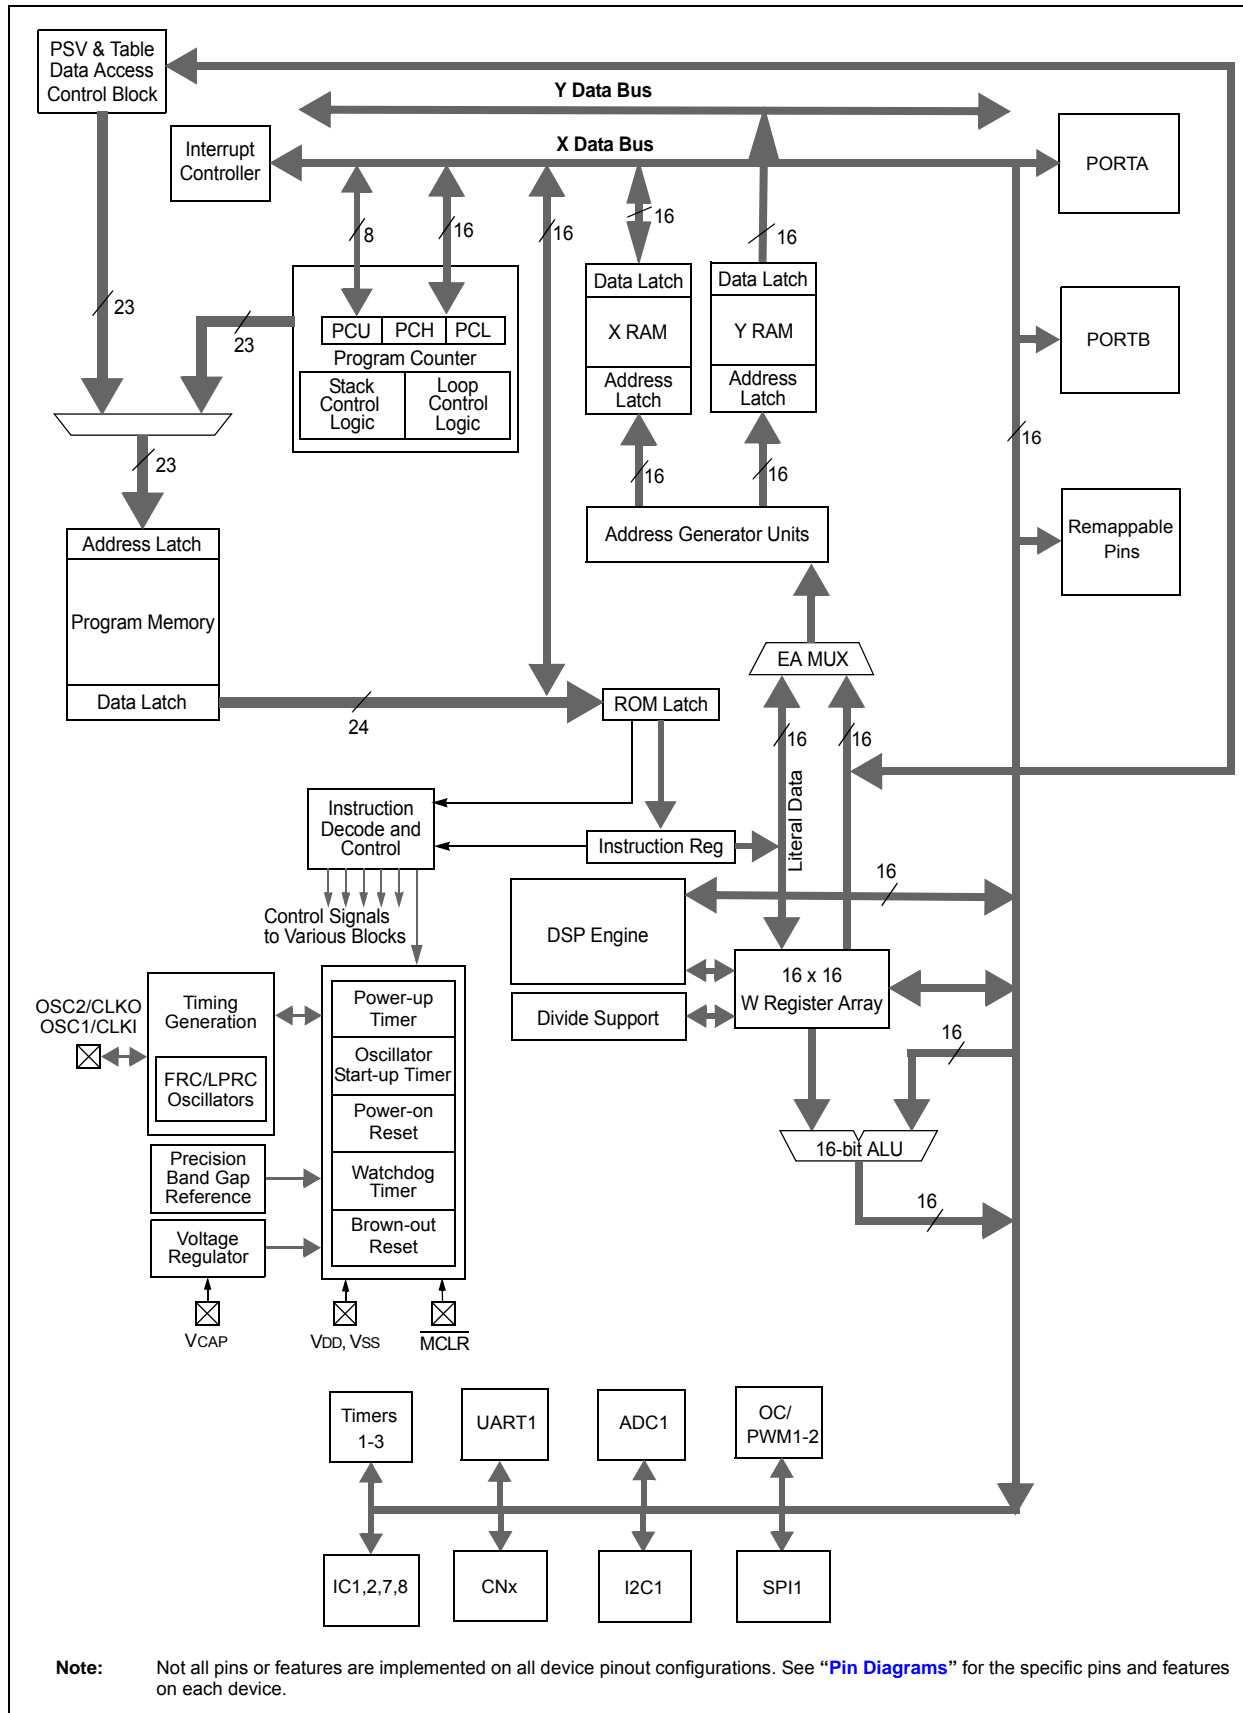 PSV & Table
Data Access
Control Block
Y Data Bus
X Data Bus
Interrupt
Controller
PORTA
8
16
16
16
16
Data Latch
X RAM
Address
Latch
Data Latch
Y RAM
Address
Latch
23
23
PCU PCH PCL
Program Counter
Stack
Control
Logic
Loop
Control
Logic
PORTB
16
23
16
16
Address Latch
Program Memory
Data Latch
Address Generator Units
Remappable
Pins
EA MUX
24
ROM Latch
16
16
Literal Data
Instruction
Decode and
Control
Instruction Reg
16
Control Signals
to Various Blocks
DSP Engine
16 x 16
W Register Array
Divide Support
OSC2/CLKO
OSC1/CLKI
Timing
Generation
FRC/LPRC
Oscillators
Power-up
Timer
Oscillator
Start-up Timer
Power-on
Reset
Watchdog
Timer
Brown-out
Reset
16
16-bit ALU
16
Precision
Band Gap
Reference
Voltage
Regulator
VCAP
VDD, VSS
MCLR
Timers
1-3
UART1
ADC1
OC/
PWM1-2
IC1,2,7,8
CNx
I2C1
SPI1
Note: Not all pins or features are implemented on all device pinout configurations. See “Pin Diagrams” for the specific pins and features
on each device.